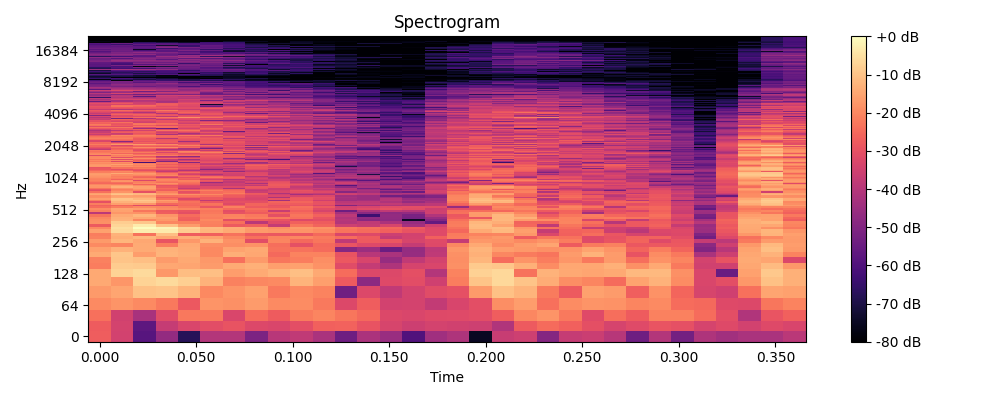 Spectrogram
Hz
16384
8192
4096
2048
1024
512
256
128
64
0
0.000 0.050 0.100 0.150 0.200 0.250 0.300 0.350
Time
+0 dB
-10 dB
-20 dB
-30 dB
-40 dB
-50 dB
-60 dB
-70 dB
-80 dB